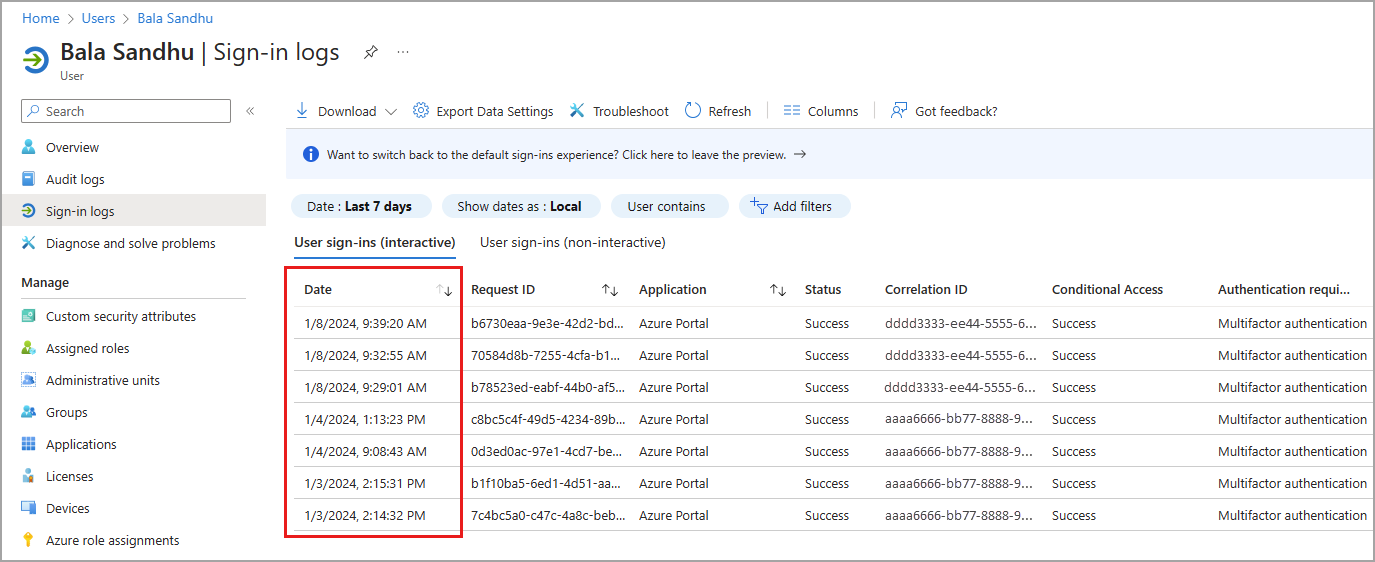 Home > Users > Bala Sandhu
Bala Sandhu | Sign-in logs ...
User
Search «
Overview
Audit logs
Sign-in logs
Diagnose and solve problems
Manage
Custom security attributes
Assigned roles
Administrative units
Groups
Applications
Licenses
Devices
Azure role assignments
Download Export Data Settings Troubleshoot Refresh Columns Got feedback?
Want to switch back to the default sign-ins experience? Click here to leave the preview. →
Date : Last 7 days Show dates as : Local User contains Add filters
User sign-ins (interactive) User sign-ins (non-interactive)
Date Request ID Application Status Correlation ID Conditional Access Authentication requi...
1/8/2024, 9:39:20 AM b6730eaa-9e3e-42d2-bd... Azure Portal Success dddd3333-ee44-5555-6... Success Multifactor authentication
1/8/2024, 9:32:55 AM 70584d8b-7255-4cfa-b1... Azure Portal Success dddd3333-ee44-5555-6... Success Multifactor authentication
1/8/2024, 9:29:01 AM b78523ed-eabf-44b0-af5... Azure Portal Success dddd3333-ee44-5555-6... Success Multifactor authentication
1/4/2024, 1:13:23 PM c8bc5c4f-49d5-4234-89b... Azure Portal Success aaaa6666-bb77-8888-9... Success Multifactor authentication
1/4/2024, 9:08:43 AM 0d3ed0ac-97e1-4cd7-be... Azure Portal Success aaaa6666-bb77-8888-9... Success Multifactor authentication
1/3/2024, 2:15:31 PM b1f10ba5-6ed1-4d51-aa... Azure Portal Success aaaa6666-bb77-8888-9... Success Multifactor authentication
1/3/2024, 2:14:32 PM 7c4bc5a0-c47c-4a8c-beb... Azure Portal Success aaaa6666-bb77-8888-9... Success Multifactor authentication